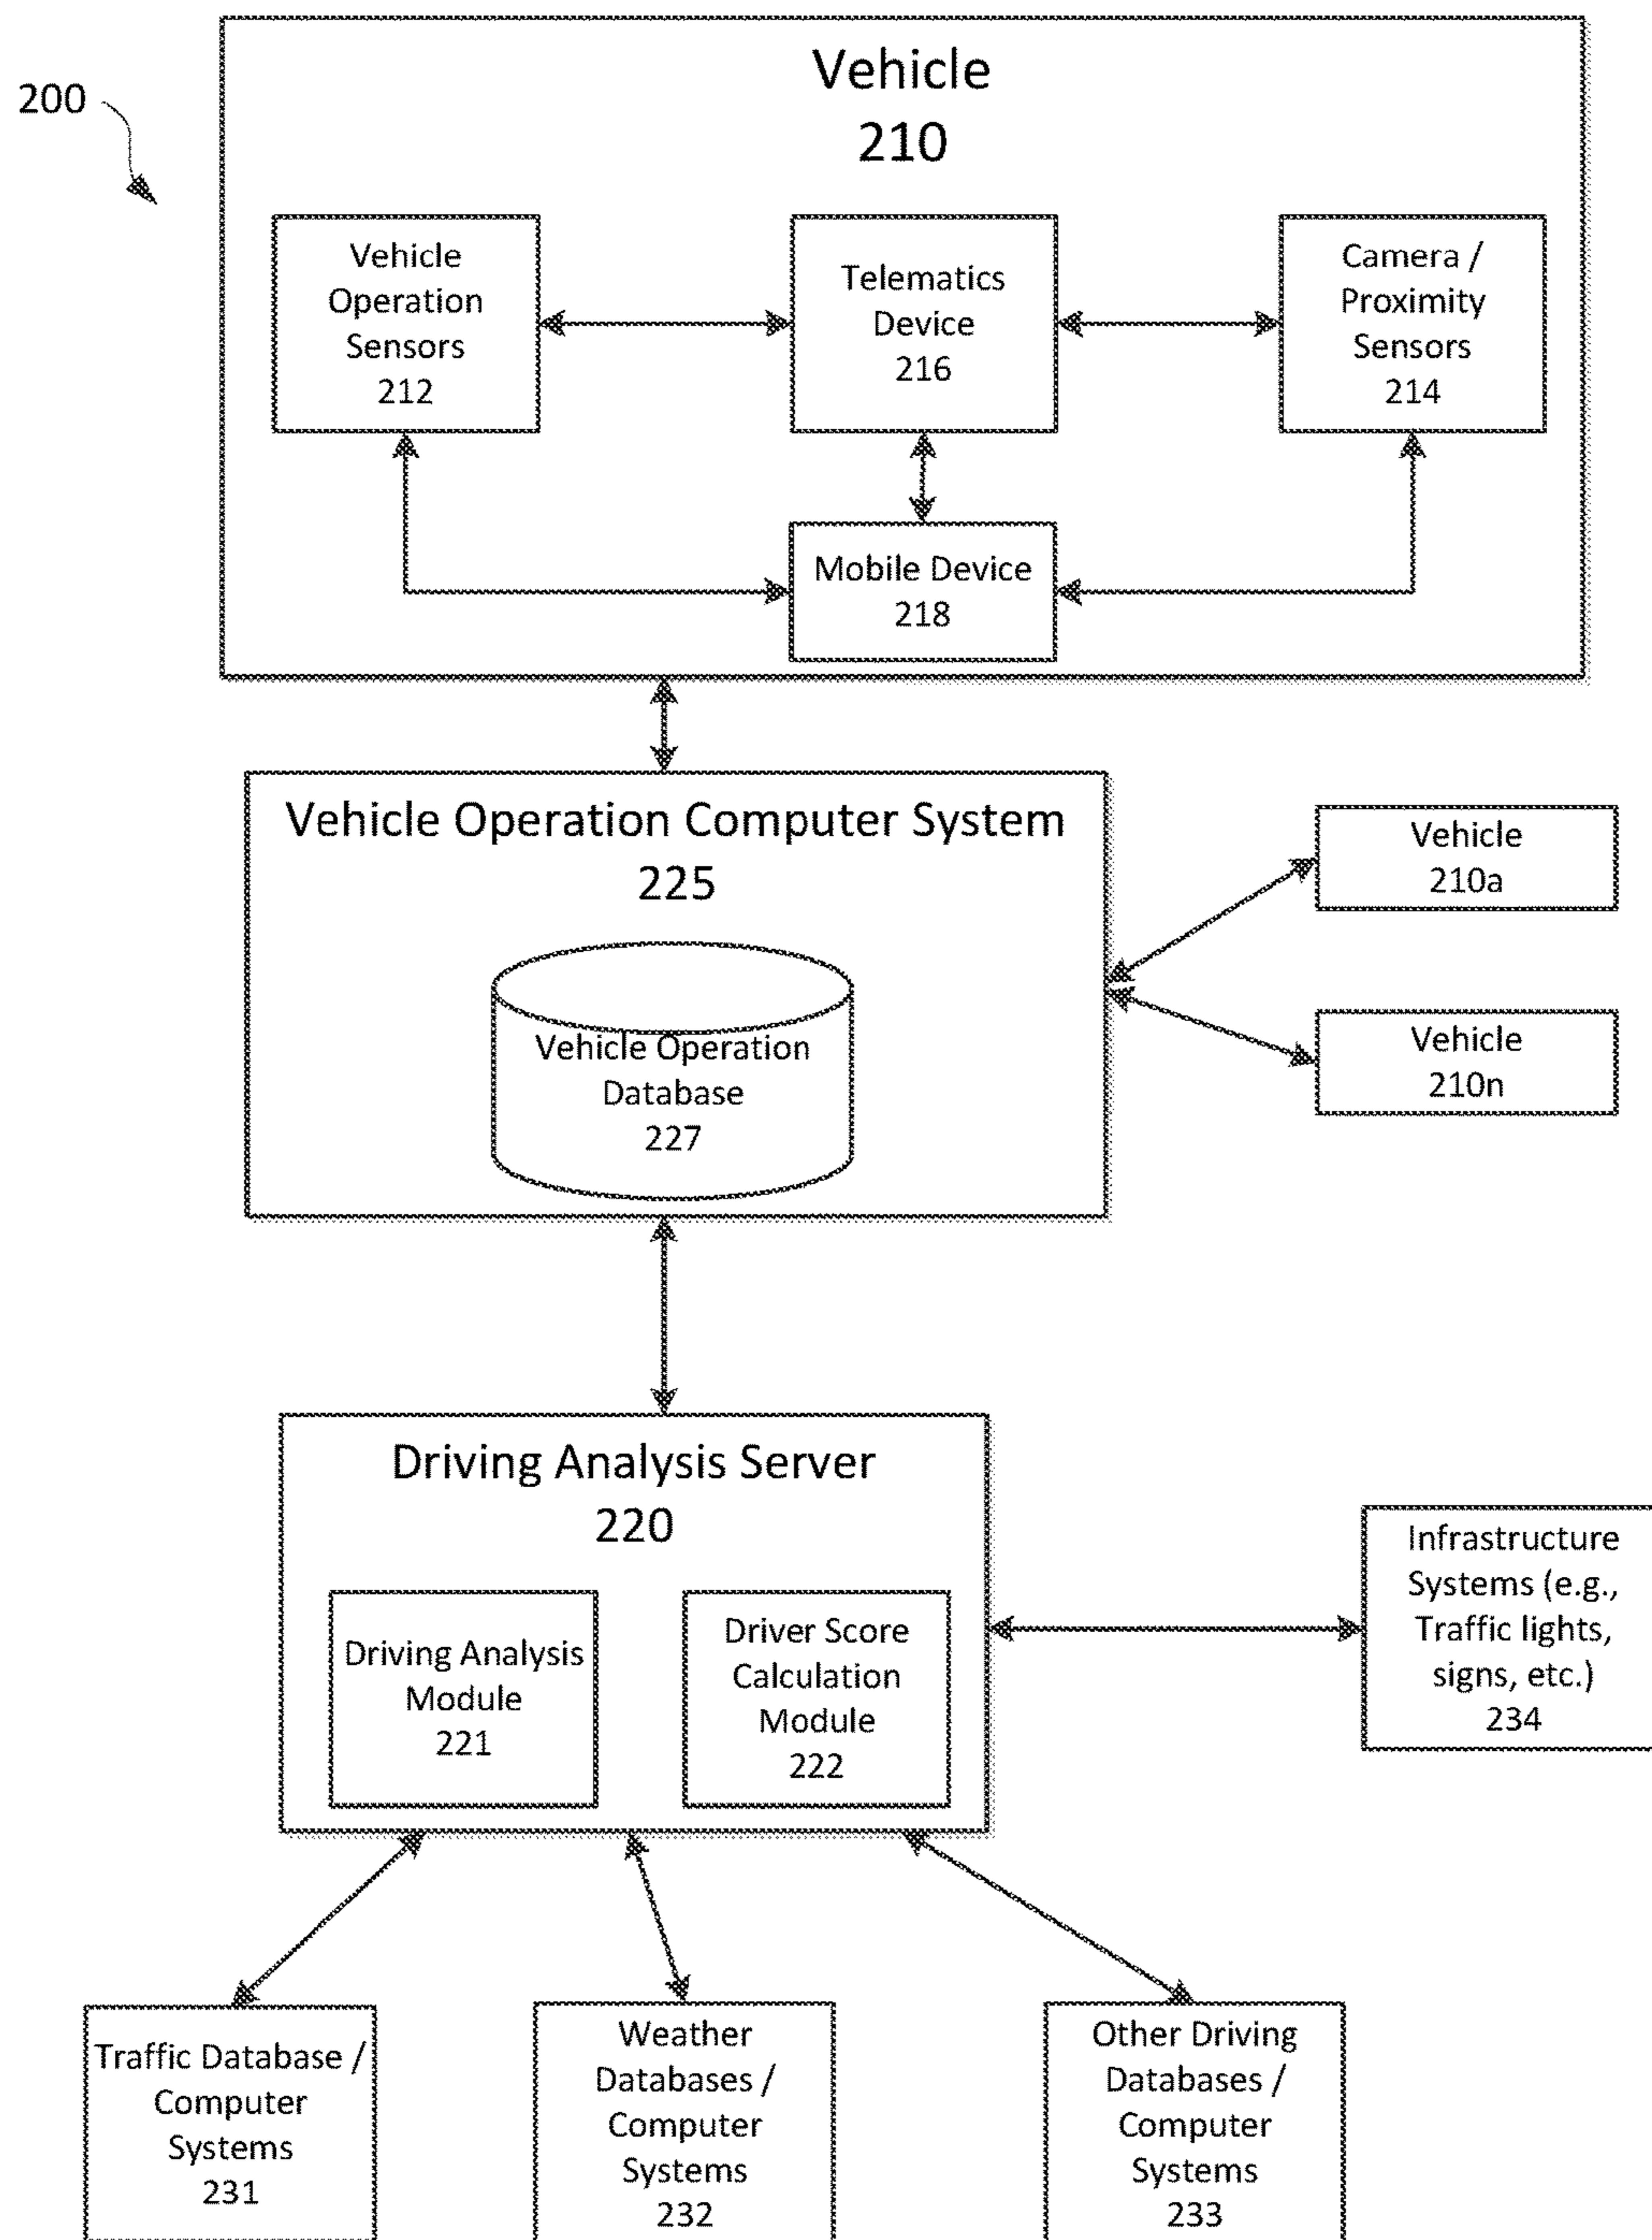 200
Vehicle
210
Vehicle
Operation
Sensors
212
Telematics
Device
216
Camera /
Proximity
Sensors
214
Mobile Device
218
Vehicle Operation Computer System
225
Vehicle Operation
Database
227
Vehicle
210a
Vehicle
210n
Driving Analysis Server
220
Driving Analysis
Module
221
Driver Score
Calculation
Module
222
Infrastructure
Systems (e.g.,
Traffic lights,
signs, etc.)
234
Traffic Database /
Computer
Systems
231
Weather
Databases /
Computer
Systems
232
Other Driving
Databases /
Computer
Systems
233